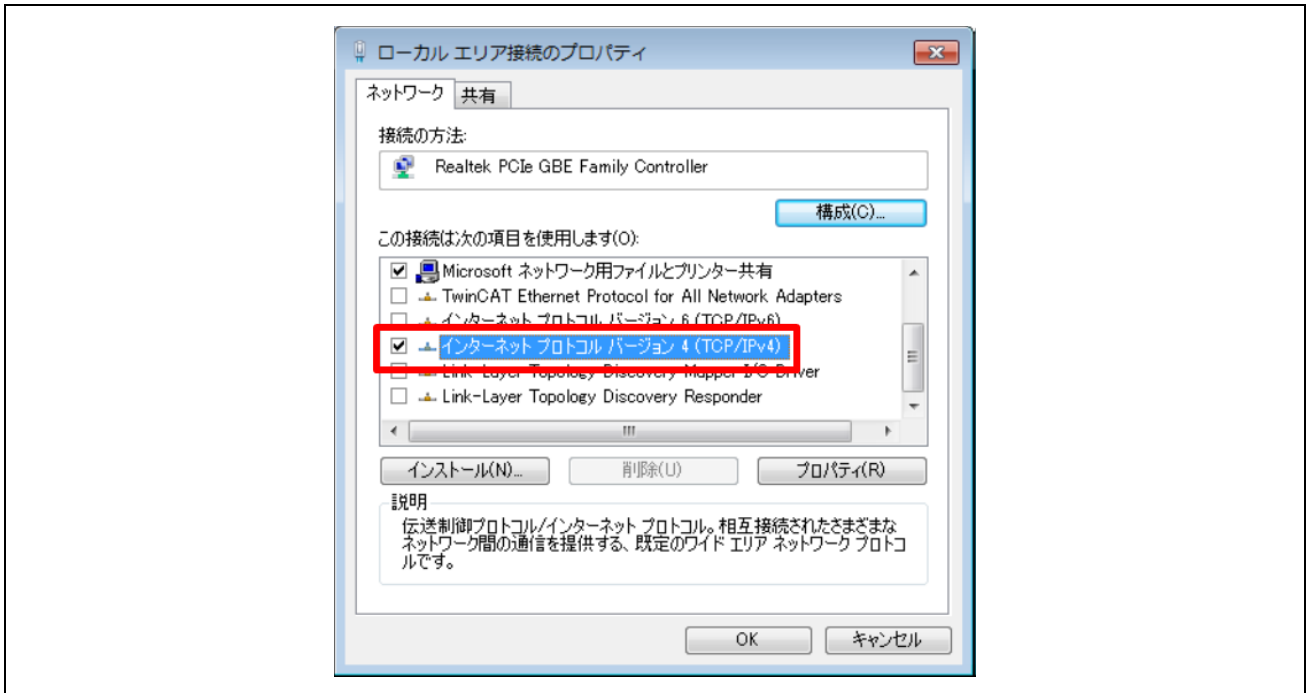 ローカル エリア接続のプロパティ
ネットワーク 共有
接続の方法:
Realtek PCIe GBE Family Controller
構成(C)...
この接続は次の項目を使用します(O):
Microsoft ネットワーク用ファイルとプリンター共有
TwinCAT Ethernet Protocol for All Network Adapters
インターネット プロトコル バージョン 6 (TCP/IPv6)
インターネット プロトコル バージョン 4 (TCP/IPv4)
Link-Layer Topology Discovery Mapper I/O Driver
Link-Layer Topology Discovery Responder
インストール(N)... 削除(U) プロパティ(R)
説明
伝送制御プロトコル/インターネット プロトコル。相互接続されたさまざまな
ネットワーク間の通信を提供する、既定のワイド エリア ネットワーク プロトコ
ルです。
OK キャンセル